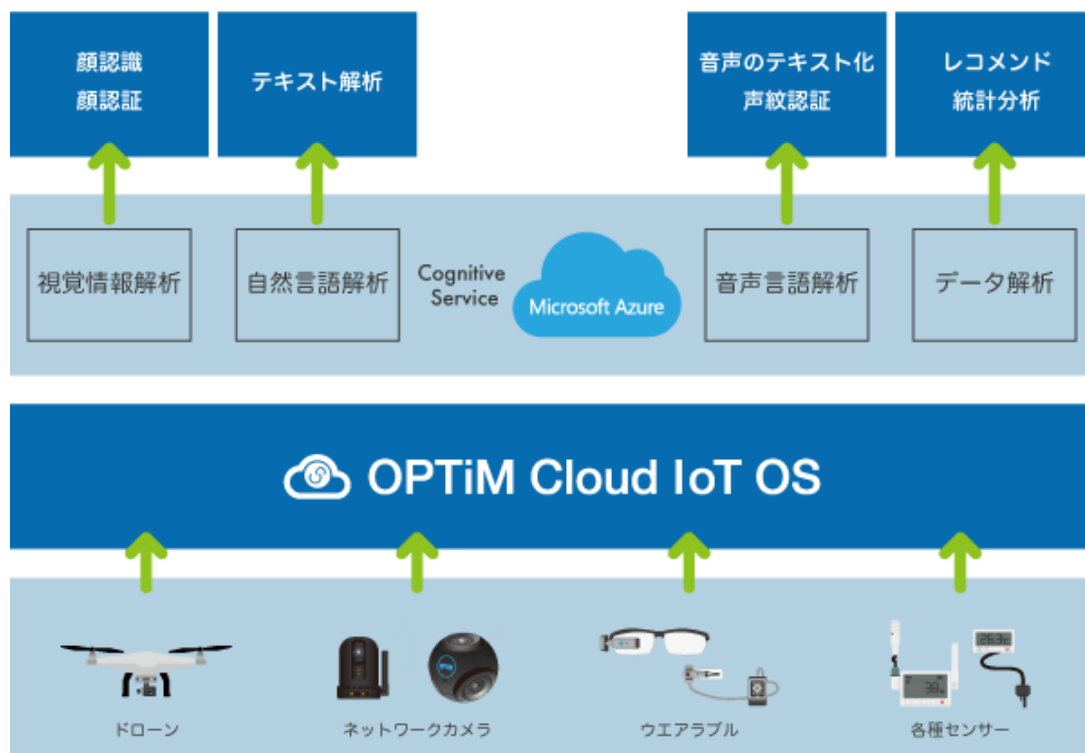 顔認識
顔認証
テキスト解析
音声のテキスト化
声紋認証
レコメンド
統計分析
視覚情報解析
自然言語解析
Cognitive
Service
Microsoft Azure
音声言語解析
データ解析
OPTiM Cloud IoT OS
ドローン
ネットワークカメラ
ウエアラブル
各種センサー